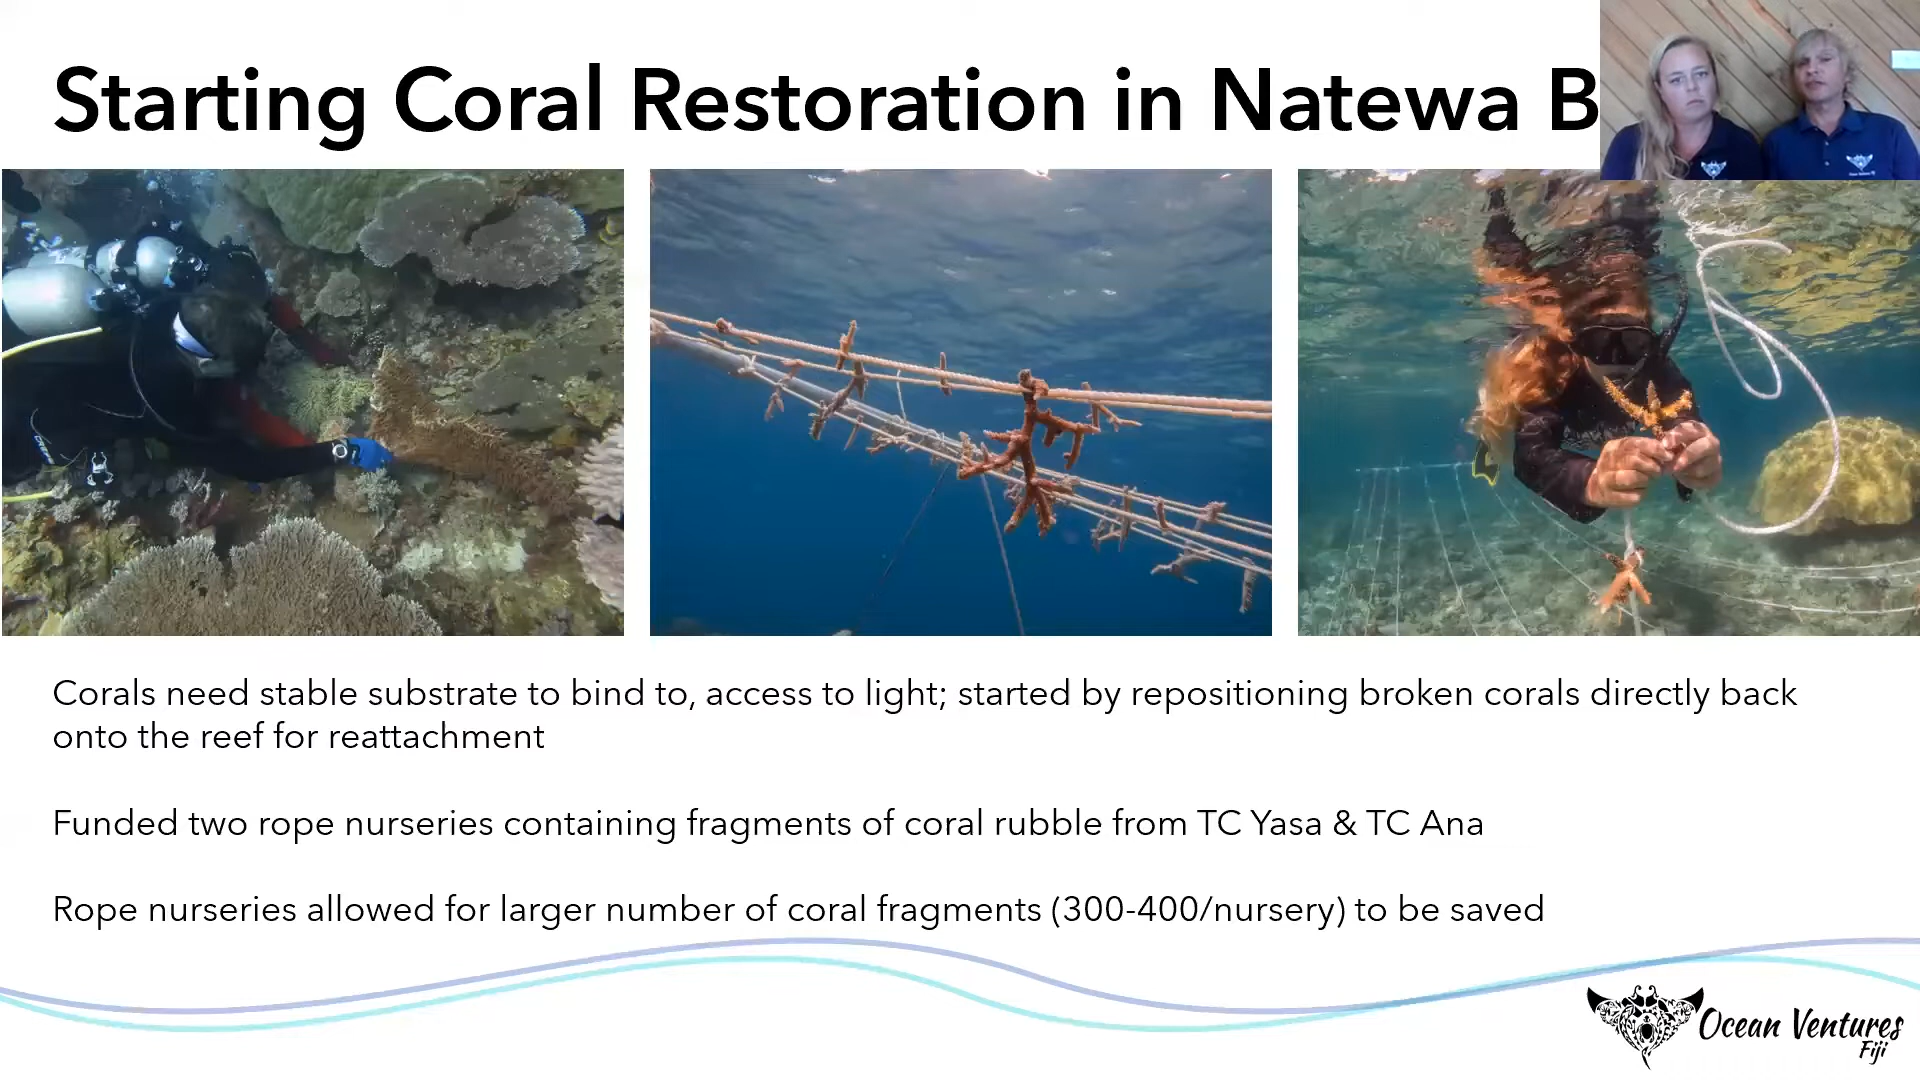 Starting Coral Restoration in Natewa B
Corals need stable substrate to bind to, access to light; started by repositioning broken corals directly back
onto the reef for reattachment
Funded two rope nurseries containing fragments of coral rubble from TC Yasa & TC Ana
Rope nurseries allowed for larger number of coral fragments (300-400/nursery) to be saved
Ocean Ventures
Fiji